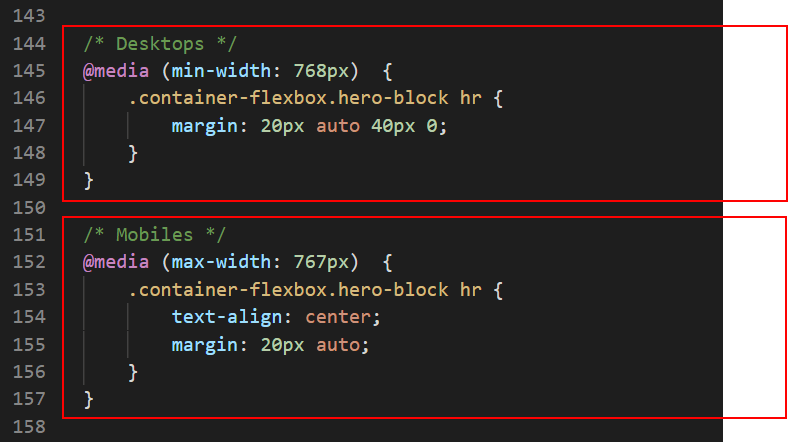 143
144 /* Desktops */
145 @media (min-width: 768px)  {
146     .container-flexbox.hero-block hr {
147         margin: 20px auto 40px 0;
148     }
149 }
150
151 /* Mobiles */
152 @media (max-width: 767px)  {
153     .container-flexbox.hero-block hr {
154         text-align: center;
155         margin: 20px auto;
156     }
157 }
158